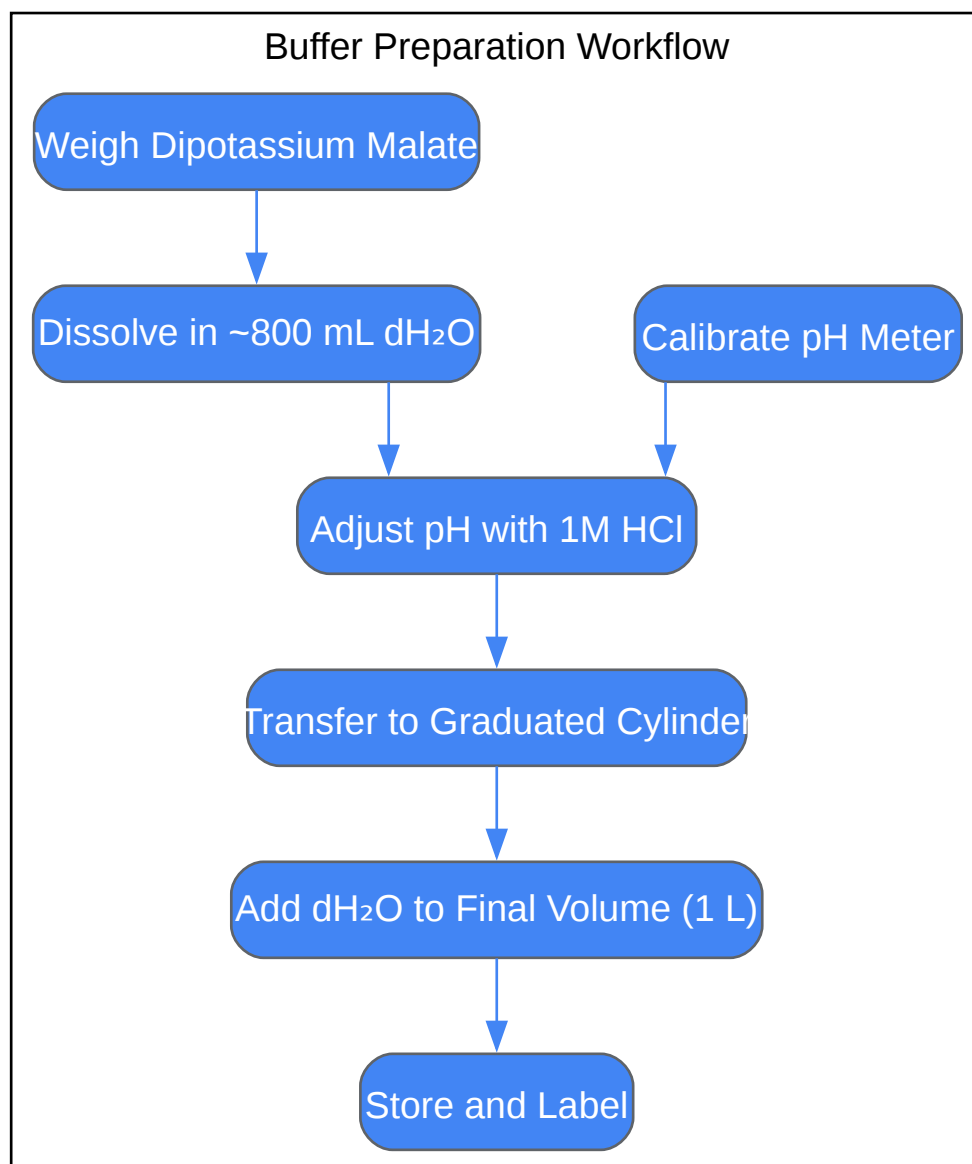 Buffer Preparation Workflow
Weigh Dipotassium Malate
Dissolve in ~800 mL dH₂O
Calibrate pH Meter
Adjust pH with 1M HCl
Transfer to Graduated Cylinder
Add dH₂O to Final Volume (1 L)
Store and Label